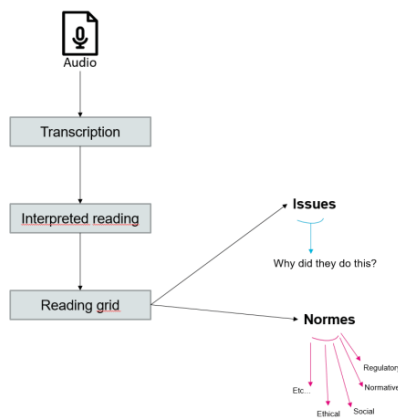 Audio
Transcription
Interpreted reading
Issues
Why did they do this?
Reading grid
Normes
Regulatory
Normative
Etc...
Social
Ethical